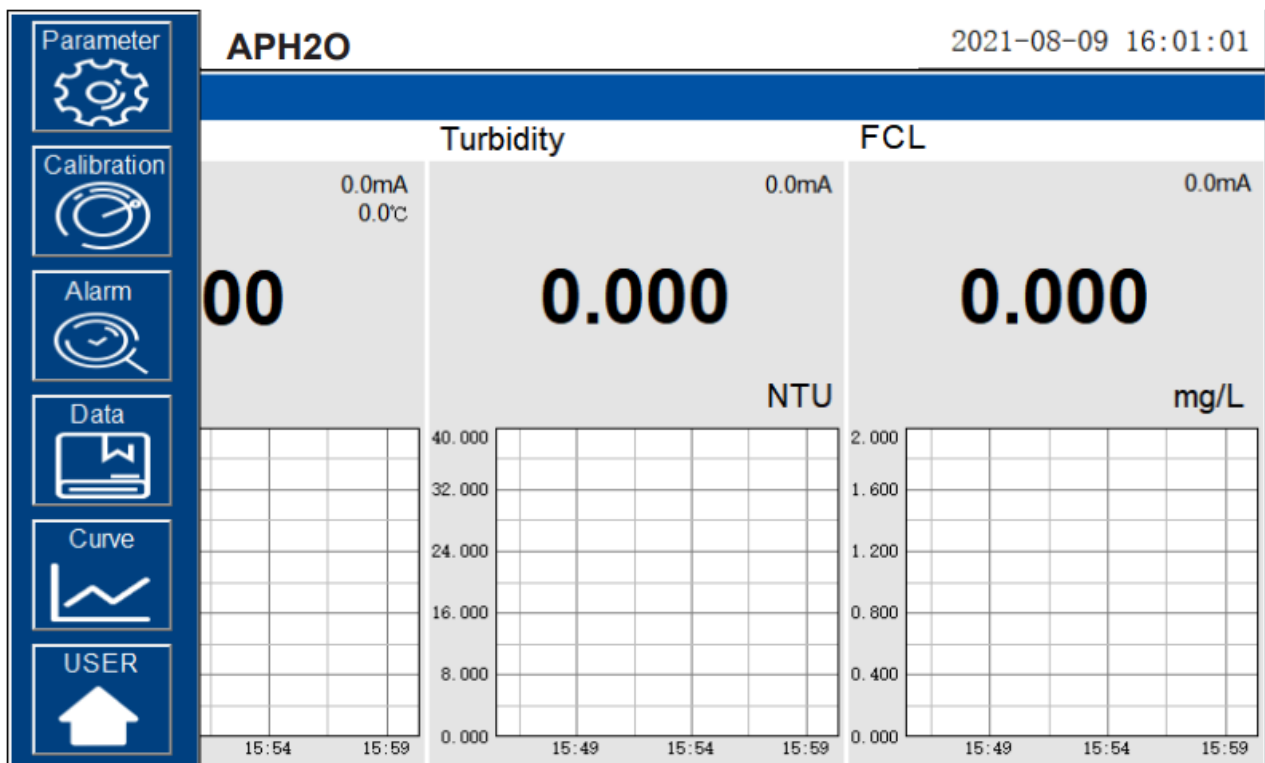 Parameter
APH2O
2021-08-09 16:01:01
Calibration
Alarm
Data
Curve
USER
0.0mA
0.0℃
00
15:54
15:59
Turbidity
0.0mA
0.000
NTU
40.000
32.000
24.000
16.000
8.000
0.000
15:49
15:54
15:59
FCL
0.0mA
0.000
mg/L
2.000
1.600
1.200
0.800
0.400
0.000
15:49
15:54
15:59